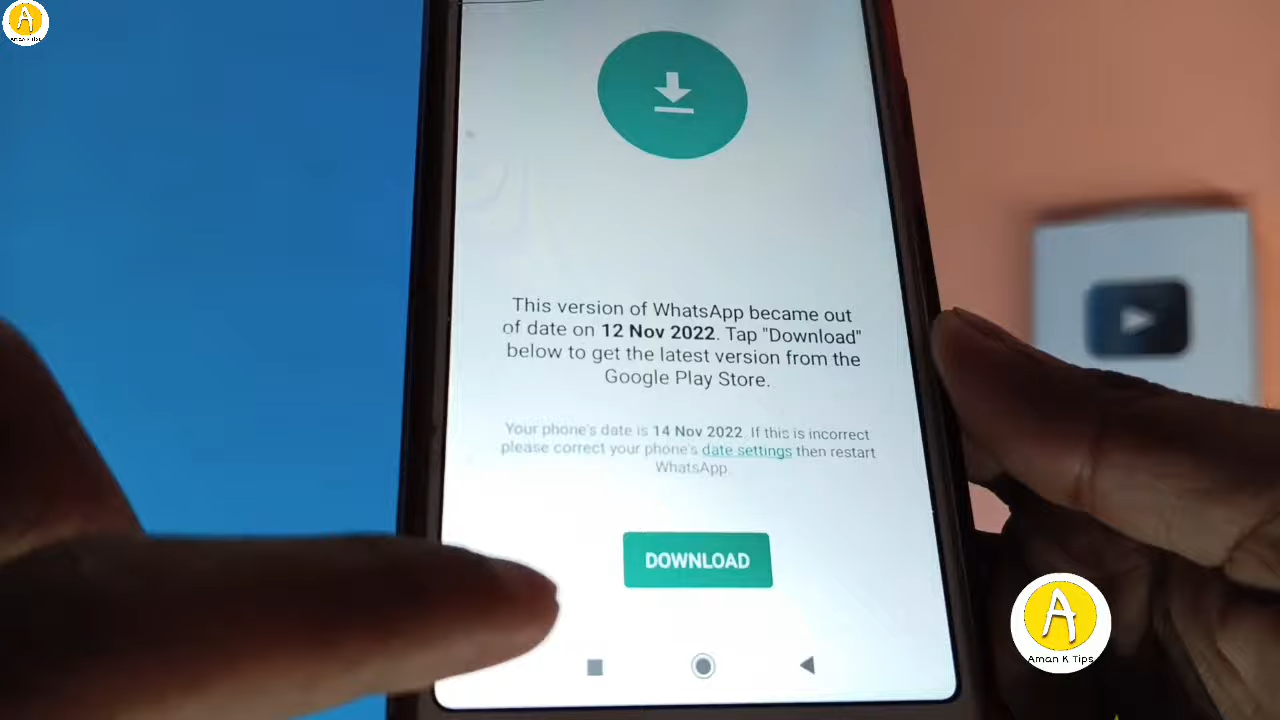 A
Aman K Tips
This version of WhatsApp became out
of date on 12 Nov 2022. Tap "Download"
below to get the latest version from the
Google Play Store.
Your phone's date is 14 Nov 2022. If this is incorrect
please correct your phone's date settings then restart
WhatsApp.
DOWNLOAD
A
Aman K Tips